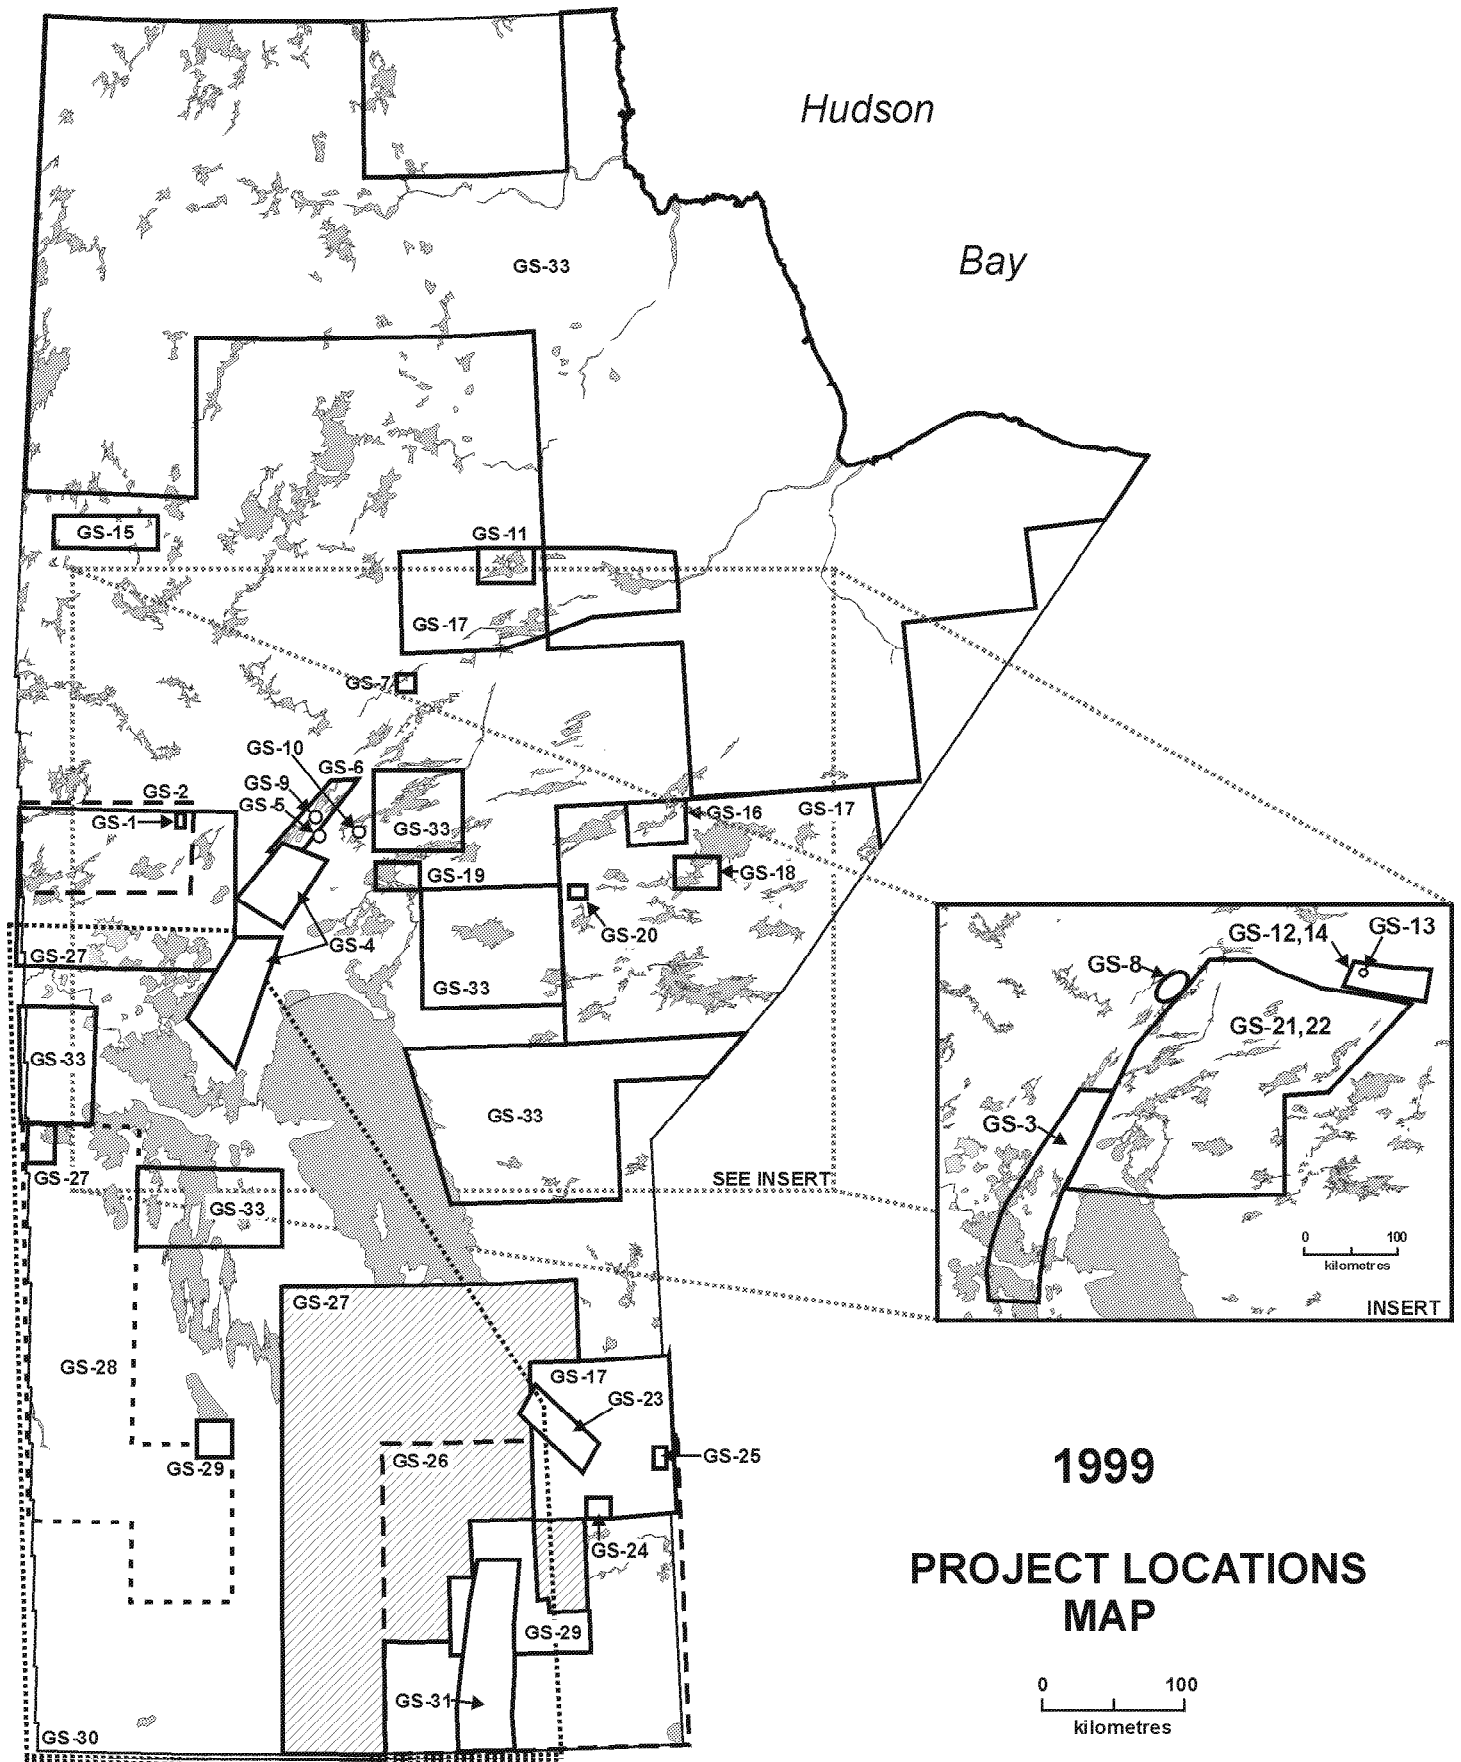 Hudson
Bay
GS-33
GS-15
GS-11
GS-17
GS-7
GS-10
GS-6
GS-2
GS-9
GS-5
GS-1
GS-33
GS-16
GS-17
GS-19
GS-18
GS-20
GS-4
GS-27
GS-33
GS-13
GS-12,14
GS-8
GS-21,22
GS-3
0 100
kilometres
INSERT
GS-33
GS-33
SEE INSERT
GS-27
GS-33
GS-27
GS-28
GS-17
GS-23
GS-26
GS-25
GS-29
GS-24
GS-29
GS-31
GS-30
1999
PROJECT LOCATIONS
MAP
0 100
kilometres